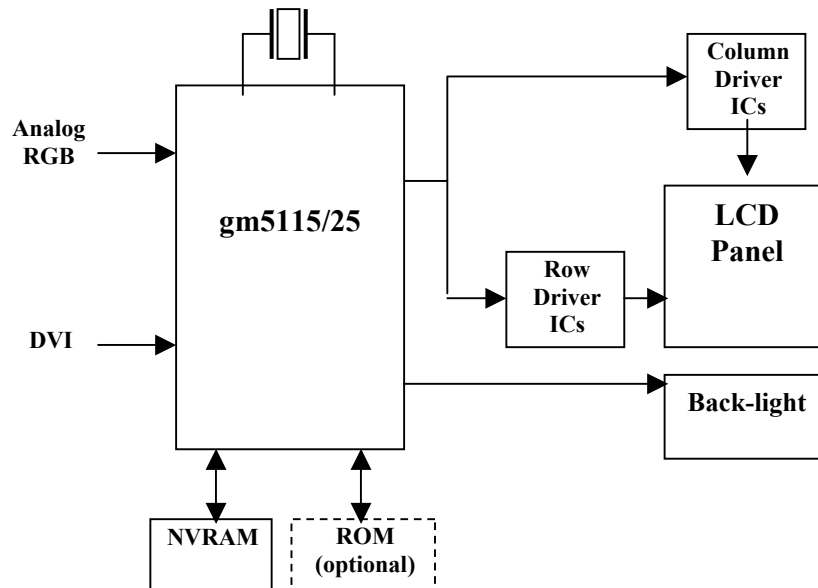 Column
Driver
ICs
Analog
RGB
gm5115/25
LCD
Panel
Row
Driver
ICs
DVI
Back-light
NVRAM
ROM
(optional)